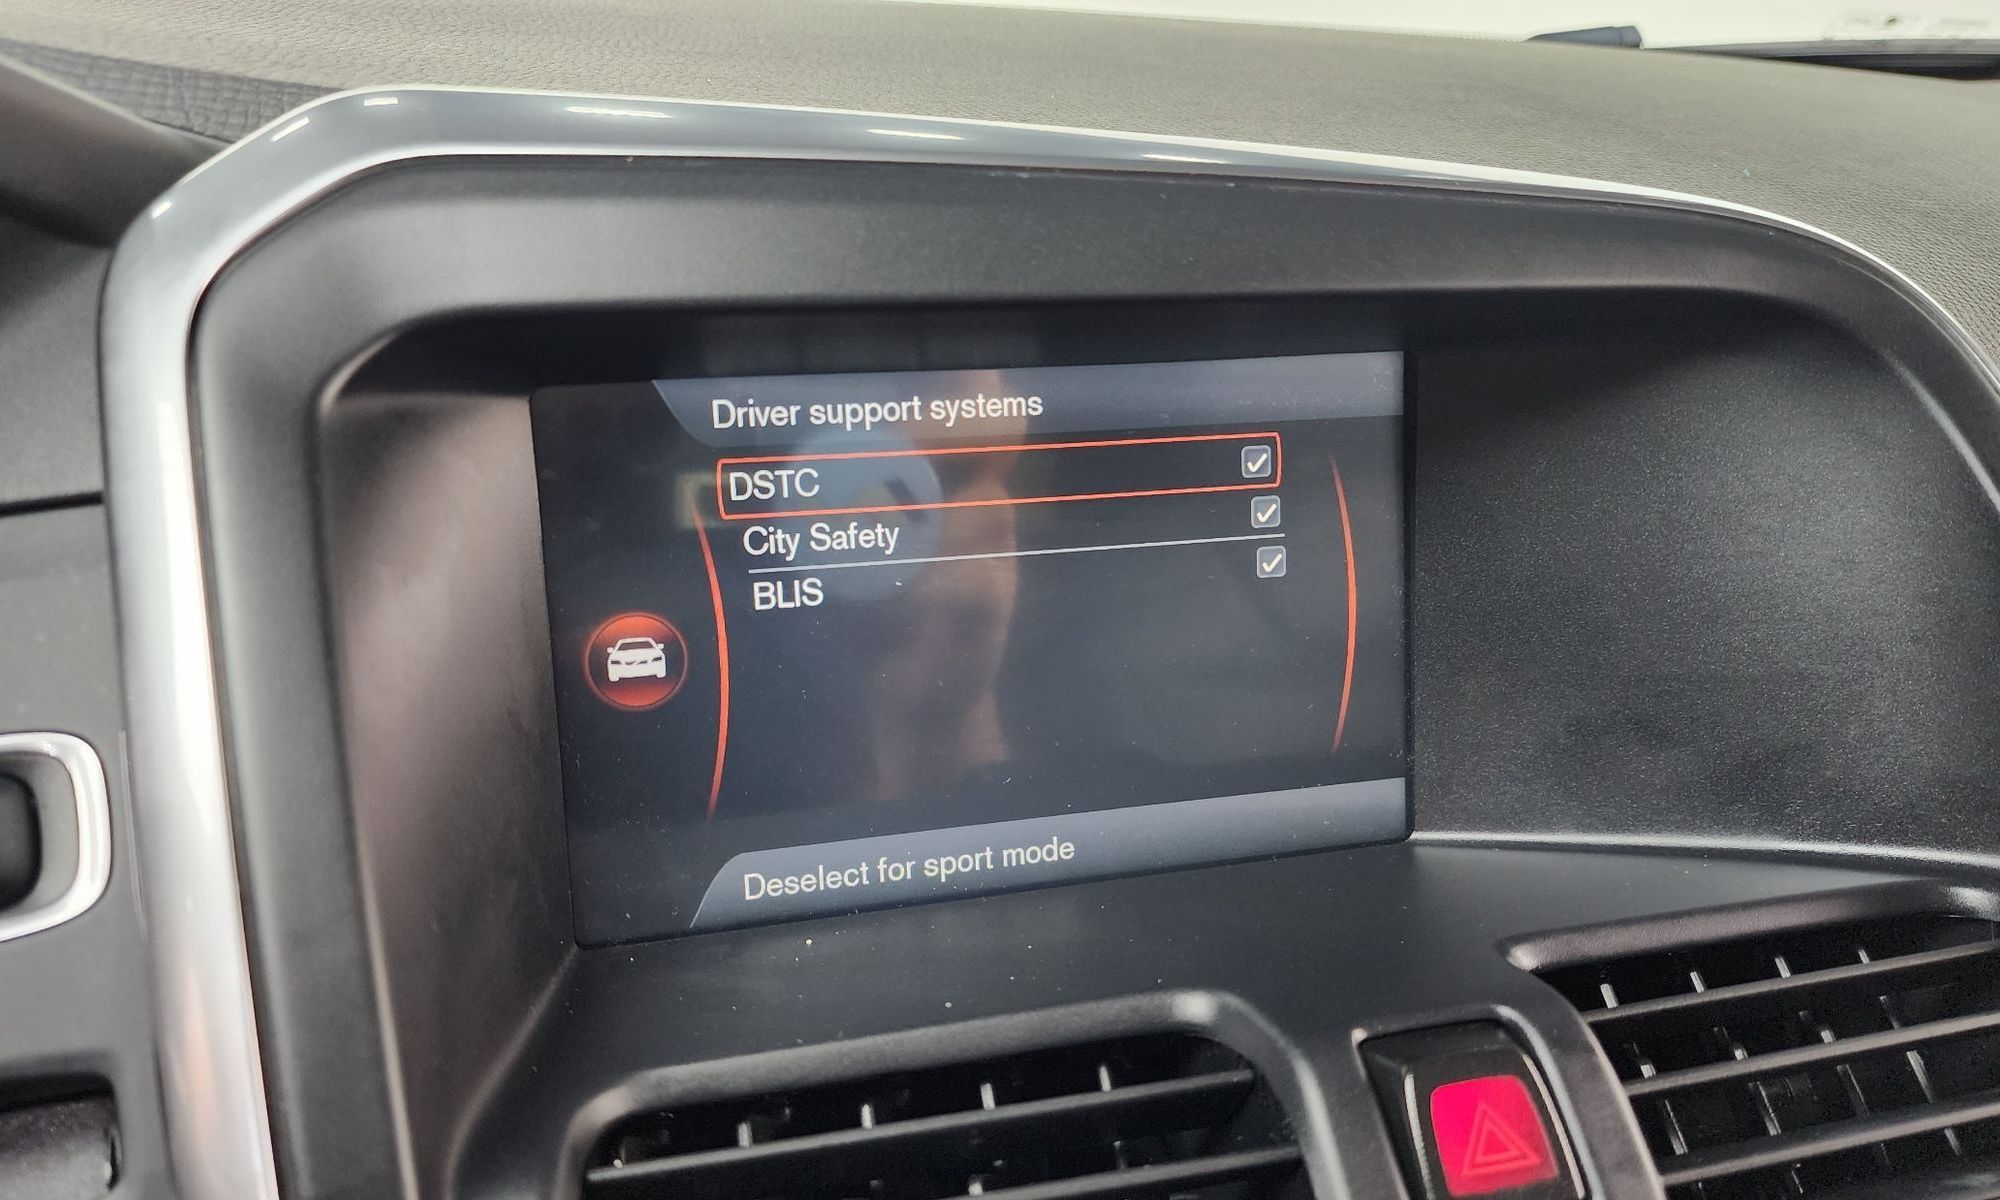 Driver support systems
DSTC
City Safety
BLIS
Deselect for sport mode